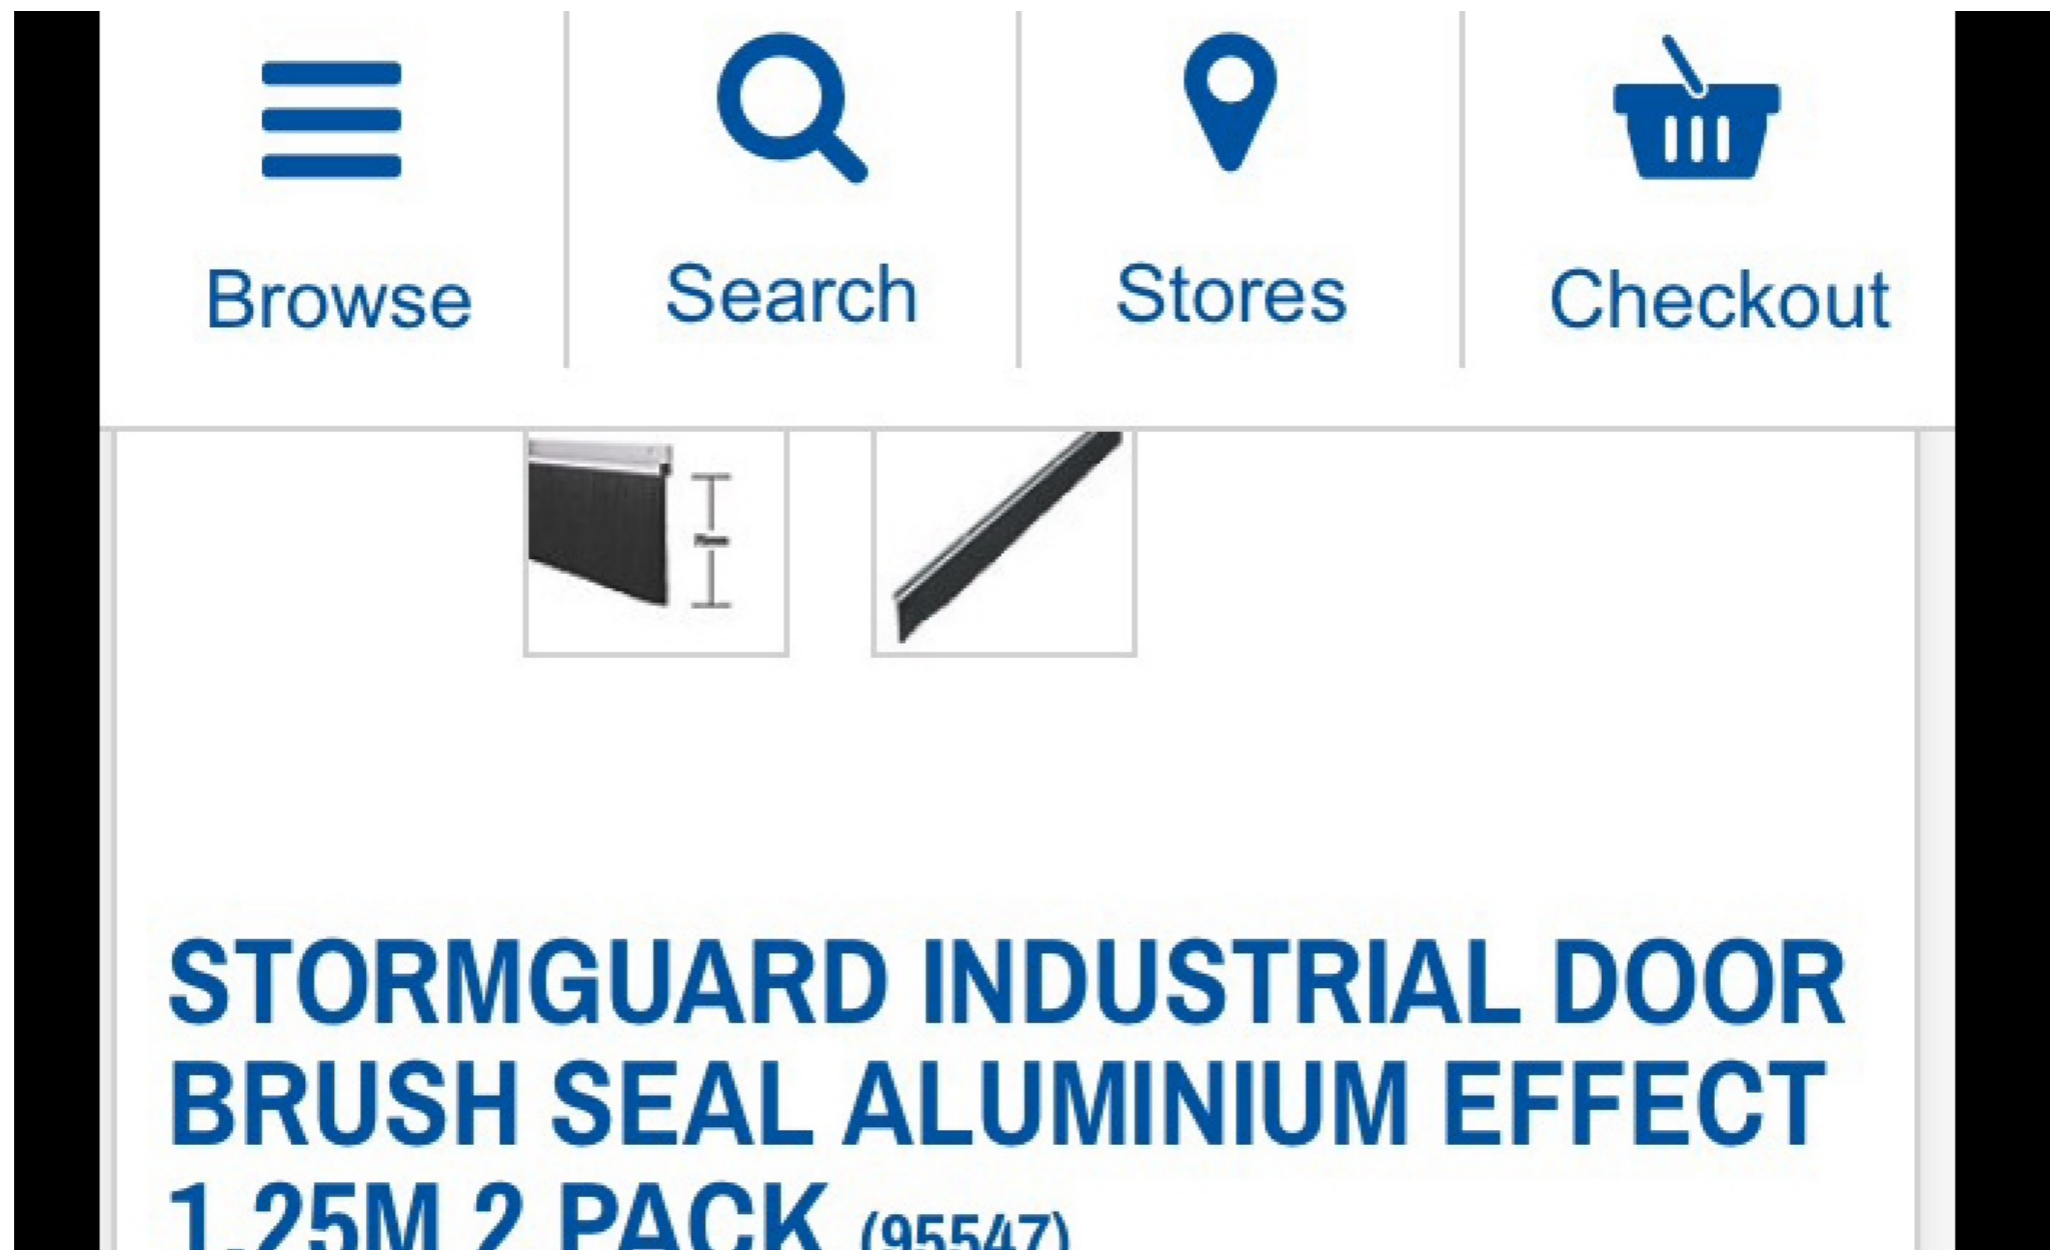 Browse
Search
Stores
Checkout
STORMGUARD INDUSTRIAL DOOR
BRUSH SEAL ALUMINIUM EFFECT
1.25M 2 PACK (95547)